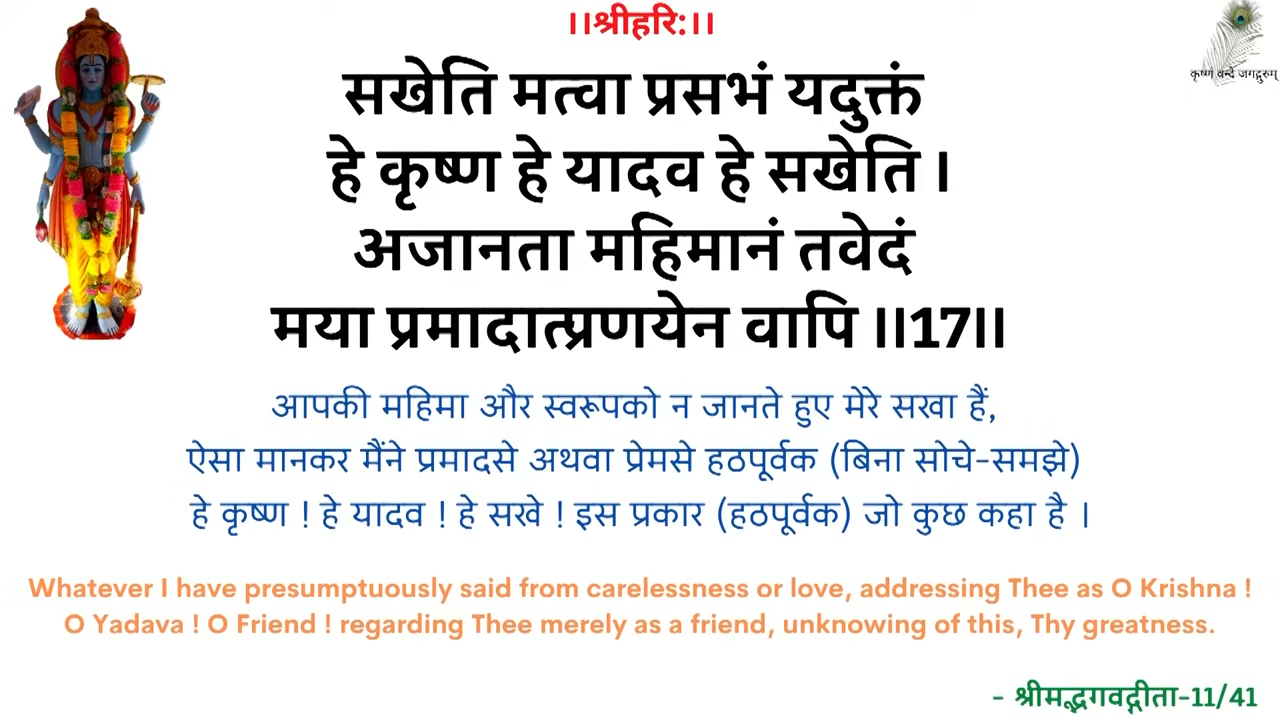 ।।श्रीहरि:।।
कृष्णं वन्दे जगद्गुरुम्
सखेति मत्वा प्रसभं यदुक्तं
हे कृष्ण हे यादव हे सखेति ।
अजानता महिमानं तवेदं
मया प्रमादात्प्रणयेन वापि ।।17।।
आपकी महिमा और स्वरूपको न जानते हुए मेरे सखा हैं,
ऐसा मानकर मैंने प्रमादसे अथवा प्रेमसे हठपूर्वक (बिना सोचे-समझे)
हे कृष्ण ! हे यादव ! हे सखे ! इस प्रकार (हठपूर्वक) जो कुछ कहा है ।
Whatever I have presumptuously said from carelessness or love, addressing Thee as O Krishna !
O Yadava ! O Friend ! regarding Thee merely as a friend, unknowing of this, Thy greatness.
- श्रीमद्भगवद्गीता-11/41